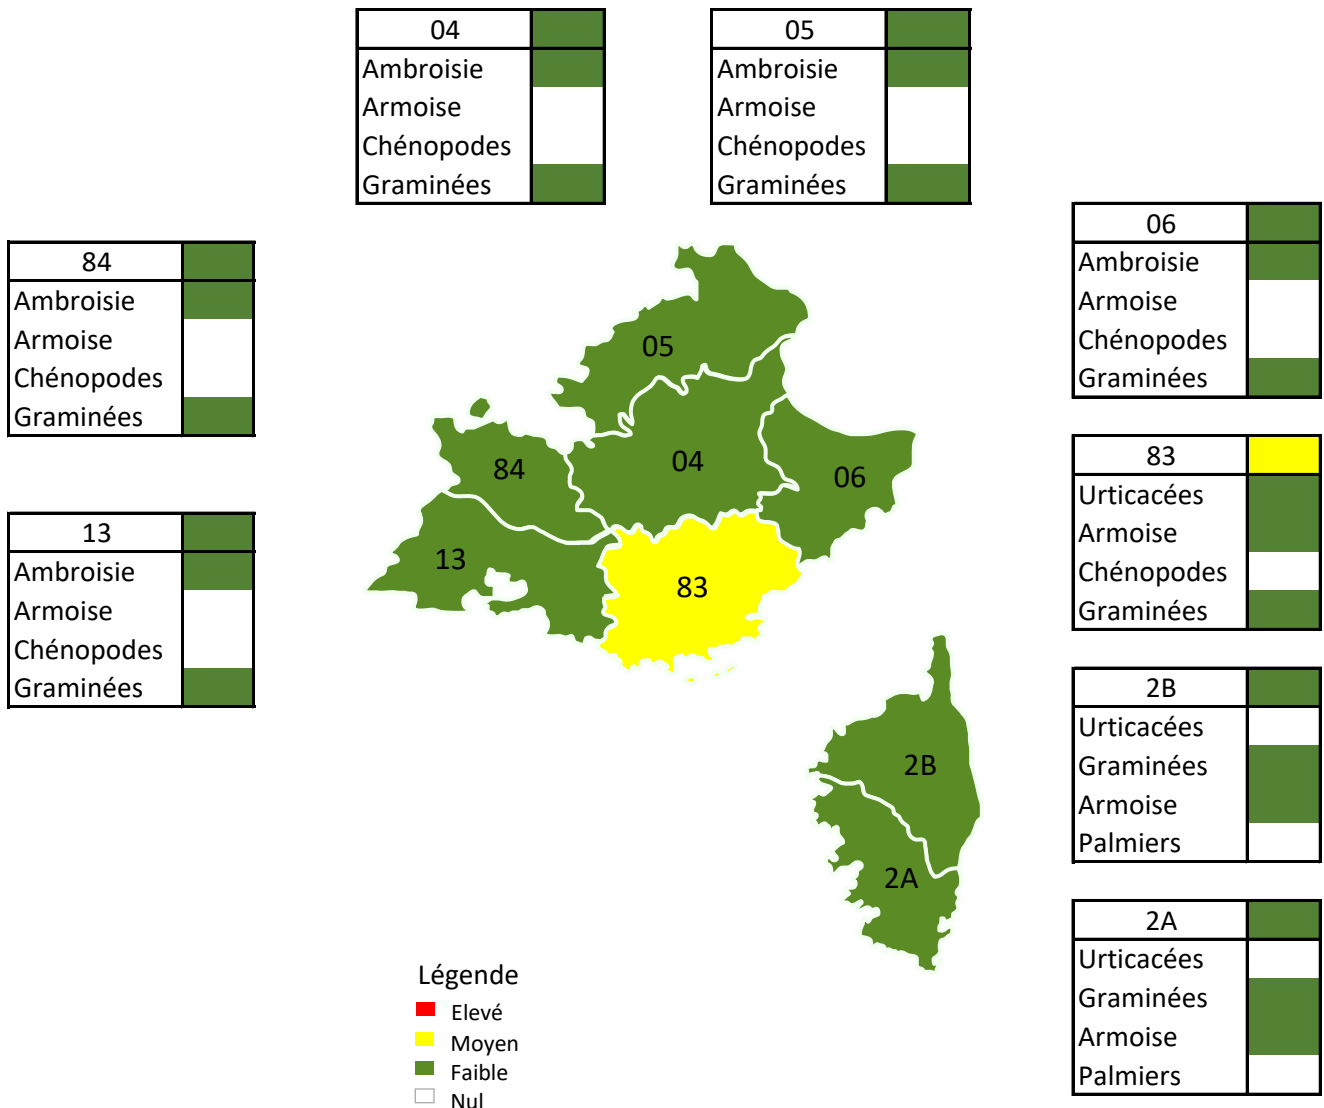 04
Ambroisie
Armoise
Chénopodes
Graminées
05
Ambroisie
Armoise
Chénopodes
Graminées
84
Ambroisie
Armoise
Chénopodes
Graminées
13
Ambroisie
Armoise
Chénopodes
Graminées
05
04
84
06
13
83
2B
2A
06
Ambroisie
Armoise
Chénopodes
Graminées
83
Urticacées
Armoise
Chénopodes
Graminées
2B
Urticacées
Graminées
Armoise
Palmiers
2A
Urticacées
Graminées
Armoise
Palmiers
Légende
Elevé
Moyen
Faible
Nul